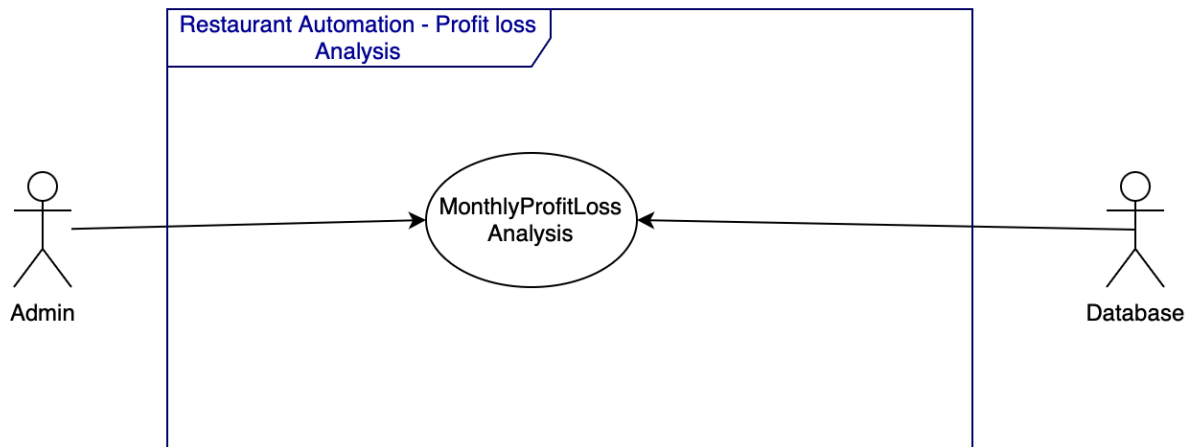 Restaurant Automation - Profit loss
Analysis
MonthlyProfitLoss
Analysis
Admin
Database